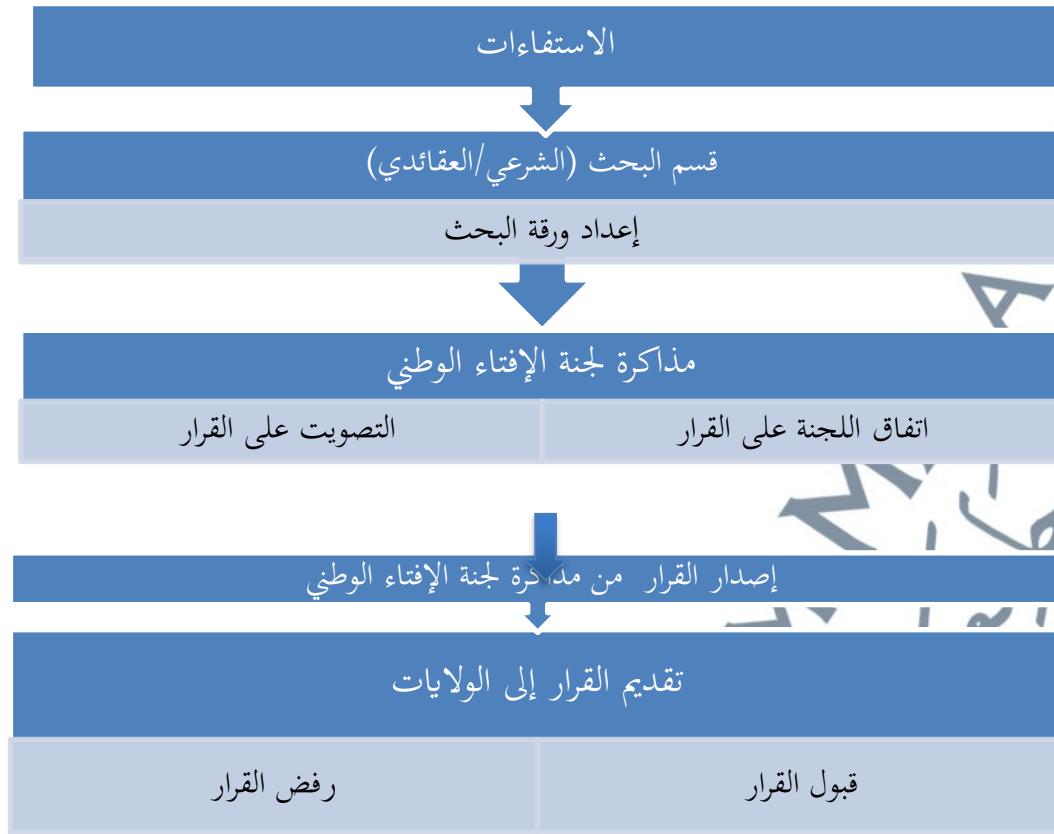 الاستفاءات
قسم البحث (الشرعي/العقائدي)
إعداد ورقة البحث
مذاكرة لجنة الإفتاء الوطني
اتفاق اللجنة على القرار
التصويت على القرار
إصدار القرار من مذاكرة لجنة الإفتاء الوطني
تقديم القرار إلى الولايات
قبول القرار
رفض القرار